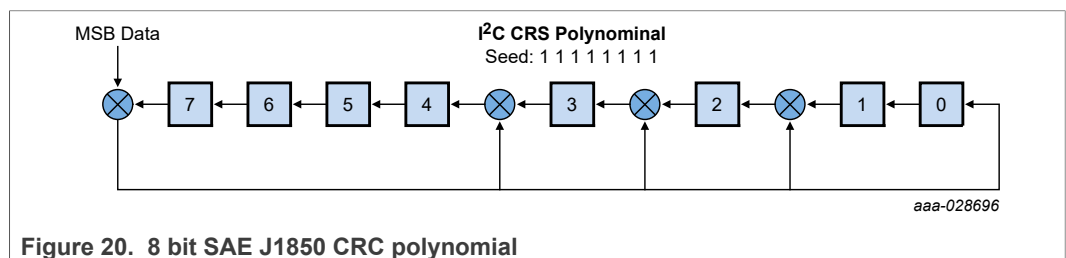 MSB Data
I²C CRS Polynominal
Seed: 1 1 1 1 1 1 1 1
7 6 5 4 3 2 1 0
aaa-028696
Figure 20. 8 bit SAE J1850 CRC polynomial